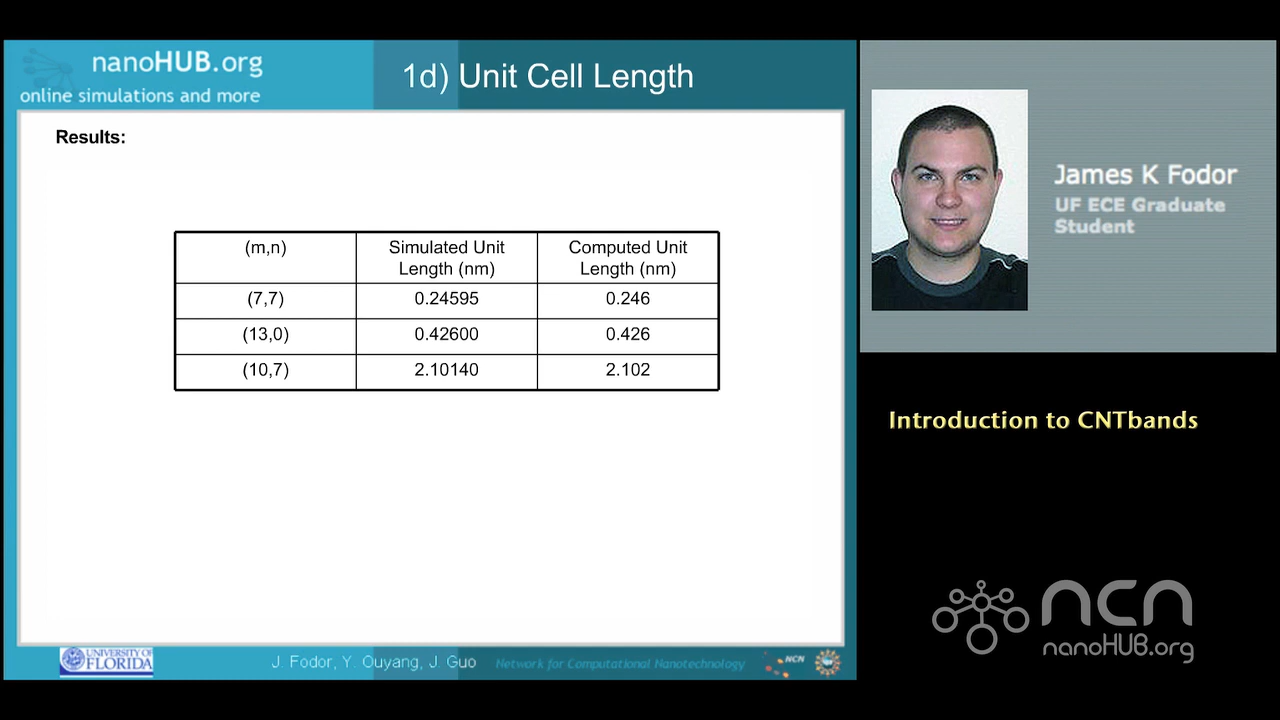 nanoHUB.org
online simulations and more
1d) Unit Cell Length
Results:
(m,n) Simulated Unit Length (nm) Computed Unit Length (nm)
(7,7) 0.24595 0.246
(13,0) 0.42600 0.426
(10,7) 2.10140 2.102
UNIVERSITY OF
FLORIDA
J. Fodor, Y. Ouyang, J. Guo
Network for Computational Nanotechnology
NCN
James K Fodor
UF ECE Graduate
Student
Introduction to CNTbands
ncn
nanoHUB.org